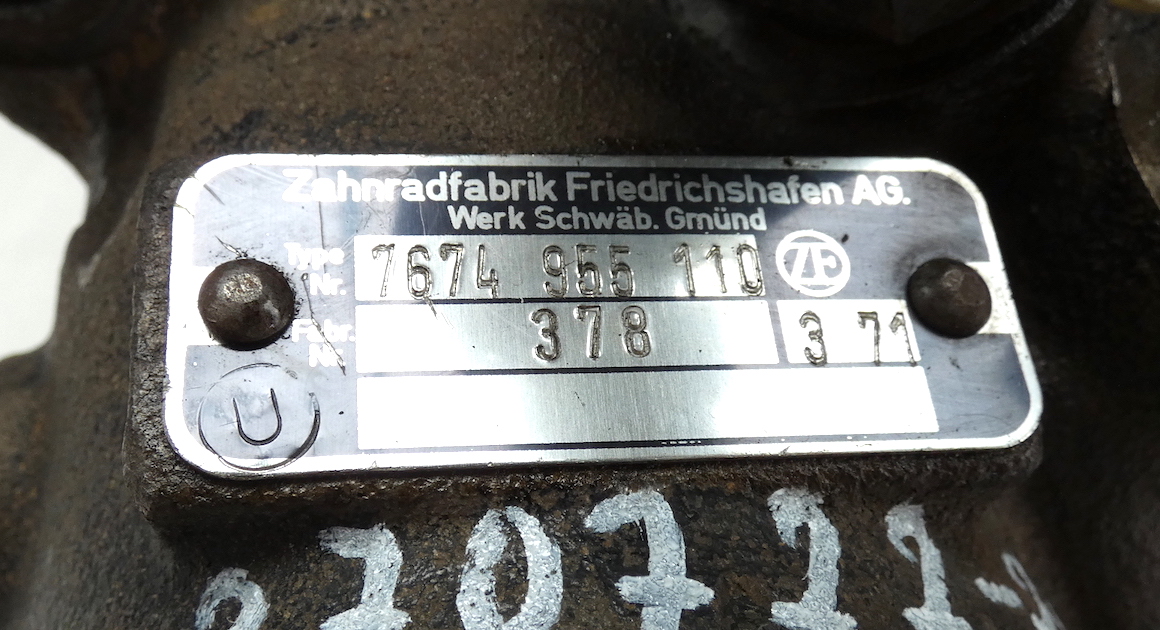 Zahnradfabrik Friedrichshafen AG.
Werk Schwäb. Gmünd
Type Nr. 7674 955 110 ZF
Fabr. Nr. 378 3 71
U